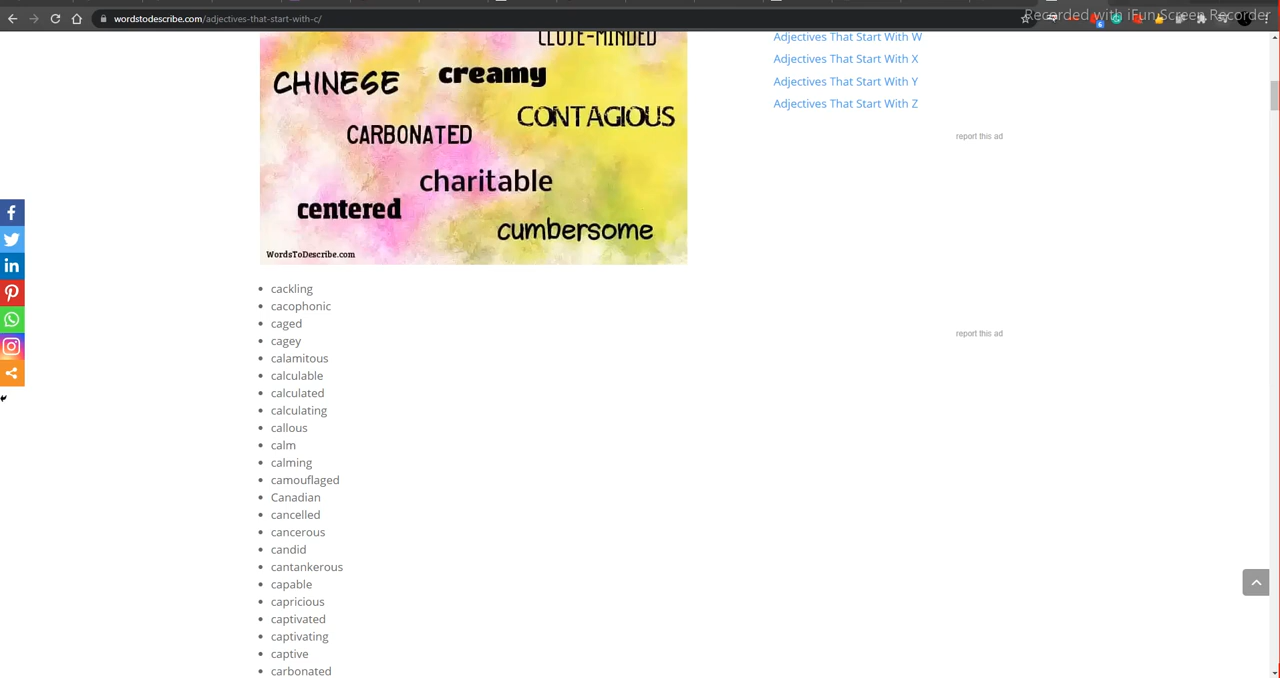 wordstodescribe.com/adjectives-that-start-with-c/
Recorded with iFun Screen Recorder
6
CLOSE-MINDED
Adjectives That Start With W
CHINESE
creamy
Adjectives That Start With X
Adjectives That Start With Y
CONTAGIOUS
Adjectives That Start With Z
CARBONATED
report this ad
charitable
centered
cumbersome
WordsToDescribe.com
• cackling
• cacophonic
• caged
report this ad
• cagey
• calamitous
• calculable
• calculated
• calculating
• callous
• calm
• calming
• camouflaged
• Canadian
• cancelled
• cancerous
• candid
• cantankerous
• capable
• capricious
• captivated
• captivating
• captive
• carbonated